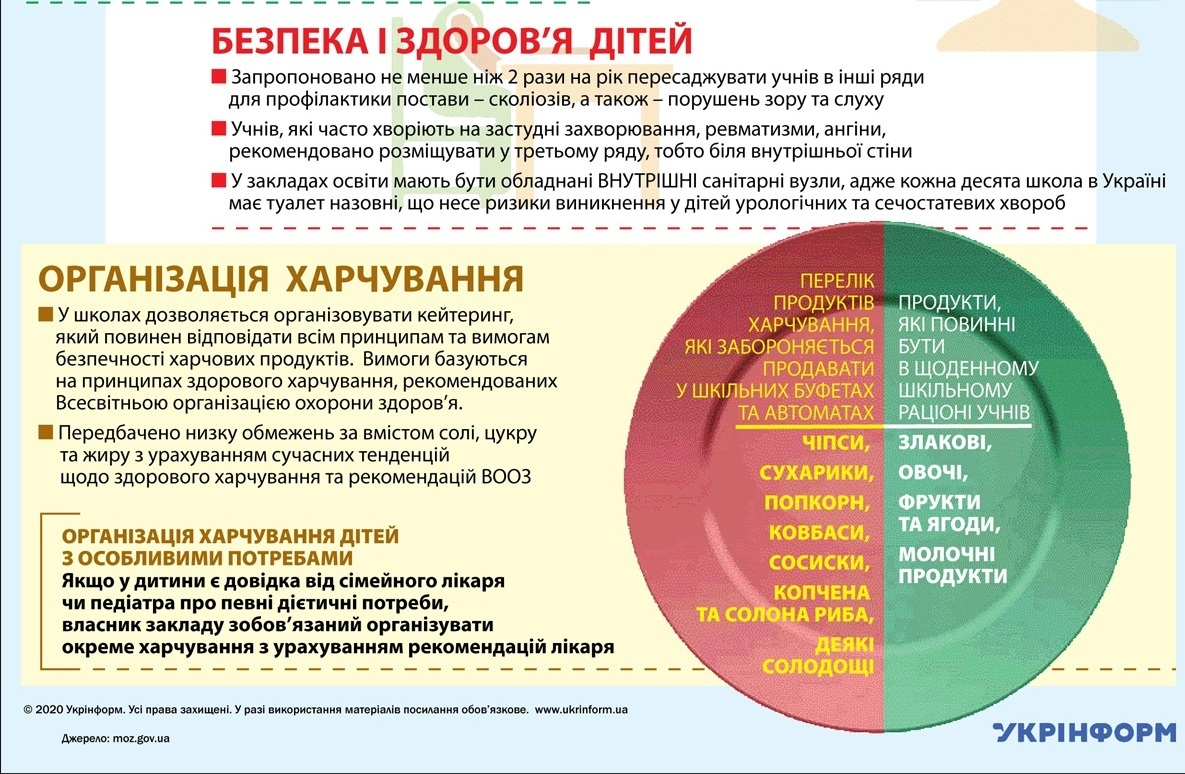 БЕЗПЕКА І ЗДОРОВ’Я ДІТЕЙ
Запропоновано не менше ніж 2 рази на рік пересаджувати учнів в інші ряди
для профілактики постави – сколіозів, а також – порушень зору та слуху
Учнів, які часто хворіють на застудні захворювання, ревматизми, ангіни,
рекомендовано розміщувати у третьому ряду, тобто біля внутрішньої стіни
У закладах освіти мають бути обладнані ВНУТРІШНІ санітарні вузли, адже кожна десята школа в Україні
має туалет назовні, що несе ризики виникнення у дітей урологічних та сечостатевих хвороб
ОРГАНІЗАЦІЯ ХАРЧУВАННЯ
У школах дозволяється організовувати кейтеринг,
який повинен відповідати всім принципам та вимогам
безпечності харчових продуктів. Вимоги базуються
на принципах здорового харчування, рекомендованих
Всесвітньою організацією охорони здоров’я.
Передбачено низку обмежень за вмістом солі, цукру
та жиру з урахуванням сучасних тенденцій
щодо здорового харчування та рекомендацій ВООЗ
ОРГАНІЗАЦІЯ ХАРЧУВАННЯ ДІТЕЙ
З ОСОБЛИВИМИ ПОТРЕБАМИ
Якщо у дитини є довідка від сімейного лікаря
чи педіатра про певні дієтичні потреби,
власник закладу зобов’язаний організувати
окреме харчування з урахуванням рекомендацій лікаря
ПЕРЕЛІК
ПРОДУКТІВ
ХАРЧУВАННЯ,
ЯКІ ЗАБОРОНЯЄТЬСЯ
ПРОДАВАТИ
У ШКІЛЬНИХ БУФЕТАХ
ТА АВТОМАТАХ
ЧІПСИ,
СУХАРИКИ,
ПОПКОРН,
КОВБАСИ,
СОСИСКИ,
КОПЧЕНА
ТА СОЛОНА РИБА,
ДЕЯКІ
СОЛОДОЩІ
ПРОДУКТИ,
ЯКІ ПОВИННІ
БУТИ
В ЩОДЕННОМУ
ШКІЛЬНОМУ
РАЦІОНІ УЧНІВ
ЗЛАКОВІ,
ОВОЧІ,
ФРУКТИ
ТА ЯГОДИ,
МОЛОЧНІ
ПРОДУКТИ
© 2020 Укрінформ. Усі права захищені. У разі використання матеріалів посилання обов’язкове. www.ukrinform.ua
Джерело: moz.gov.ua
УКРІНФОРМ